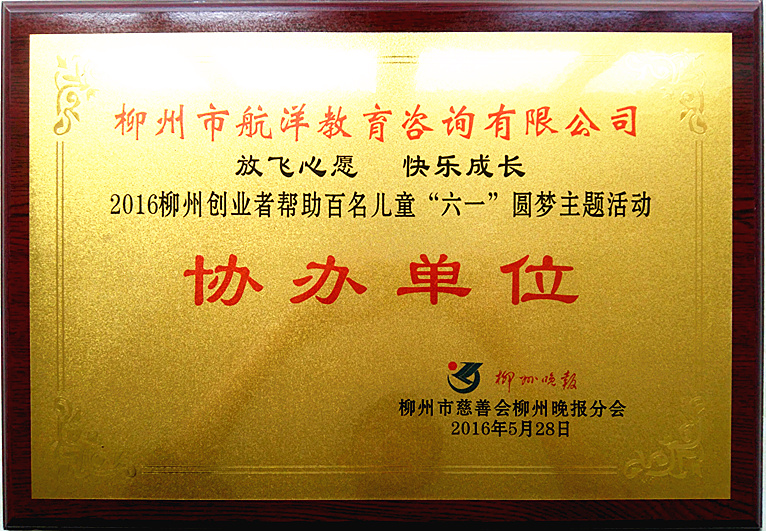 柳州市航洋教育咨询有限公司
放飞心愿 快乐成长
2016柳州创业者帮助百名儿童“六一”圆梦主题活动
协办单位
柳州晚报
柳州市慈善会柳州晚报分会
2016年5月28日